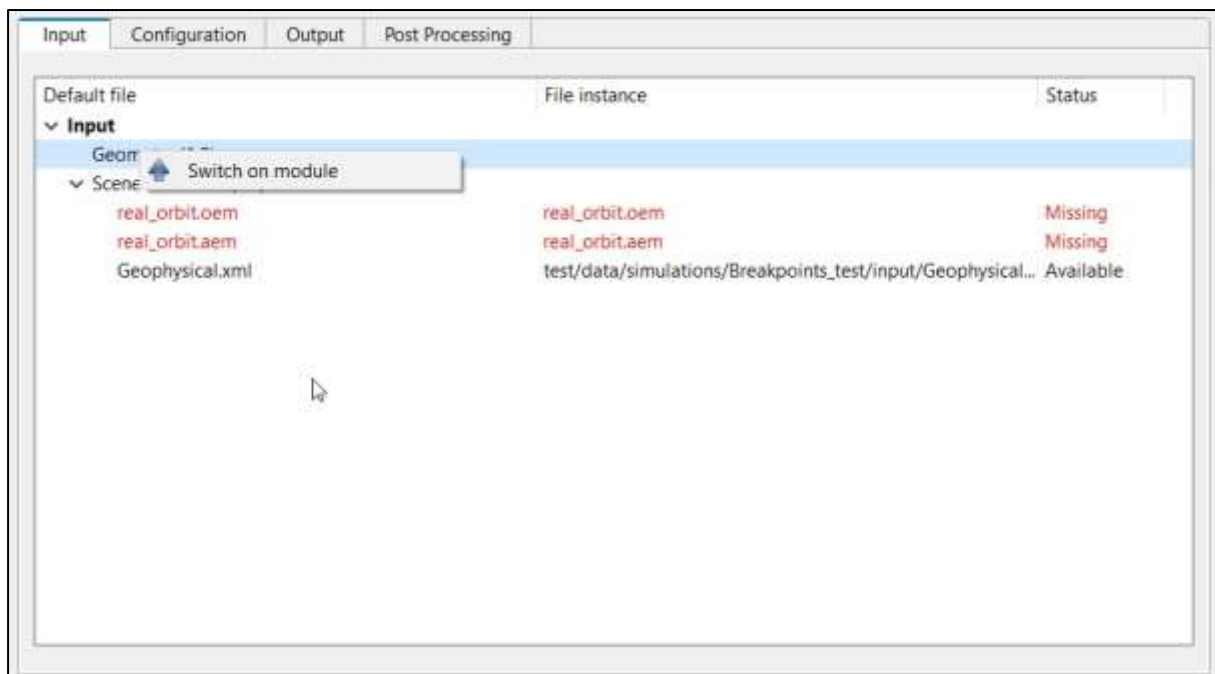 Input Configuration Output Post Processing
Default file File instance Status
Input
Switch on module
real_orbit.oem real_orbit.oem Missing
real_orbit.aem real_orbit.aem Missing
Geophysical.xml test/data/simulations/Breakpoints_test/input/Geophysical... Available